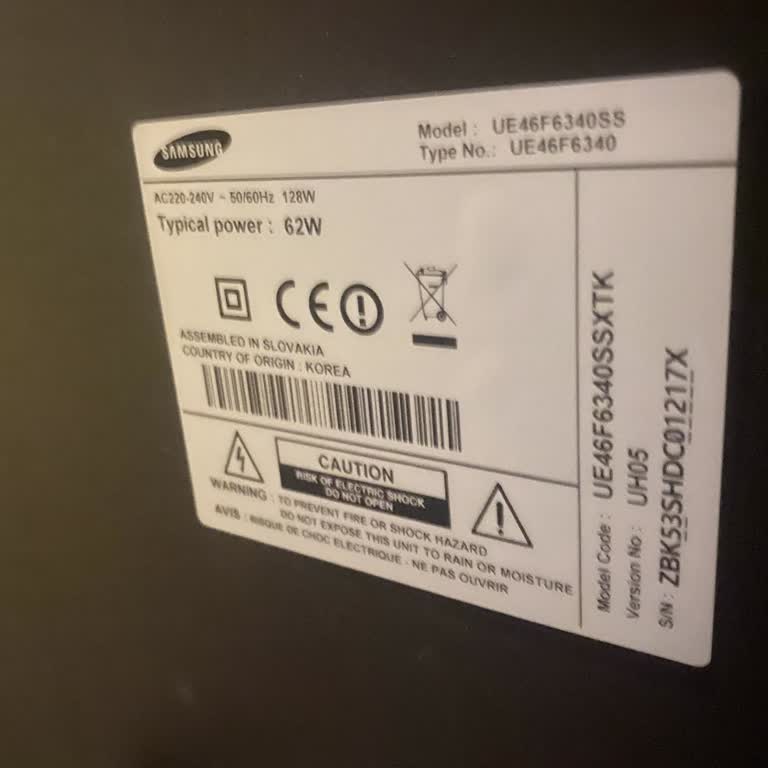 SAMSUNG
Model : UE46F6340SS
Type No.: UE46F6340
AC220-240V ~ 50/60Hz 128W
Typical power : 62W
CE
ASSEMBLED IN SLOVAKIA
COUNTRY OF ORIGIN : KOREA
CAUTION
RISK OF ELECTRIC SHOCK
DO NOT OPEN
WARNING : TO PREVENT FIRE OR SHOCK HAZARD
DO NOT EXPOSE THIS UNIT TO RAIN OR MOISTURE
AVIS : RISQUE DE CHOC ELECTRIQUE - NE PAS OUVRIR
Model Code : UE46F6340SSXTK
Version No : UH05
S/N : ZBK53SHDC01217X